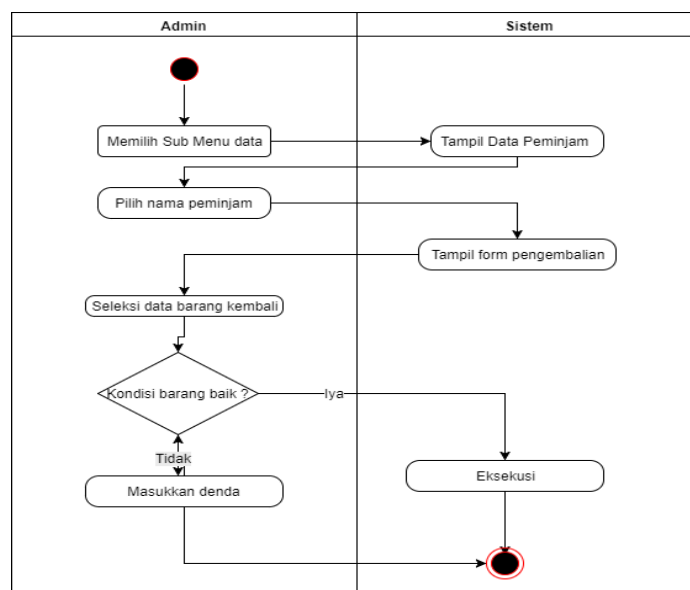 Admin
Sistem
Memilih Sub Menu data
Tampil Data Peminjam
Pilih nama peminjam
Tampil form pengembalian
Seleksi data barang kembali
Kondisi barang baik ?
Iya
Tidak
Masukkan denda
Eksekusi